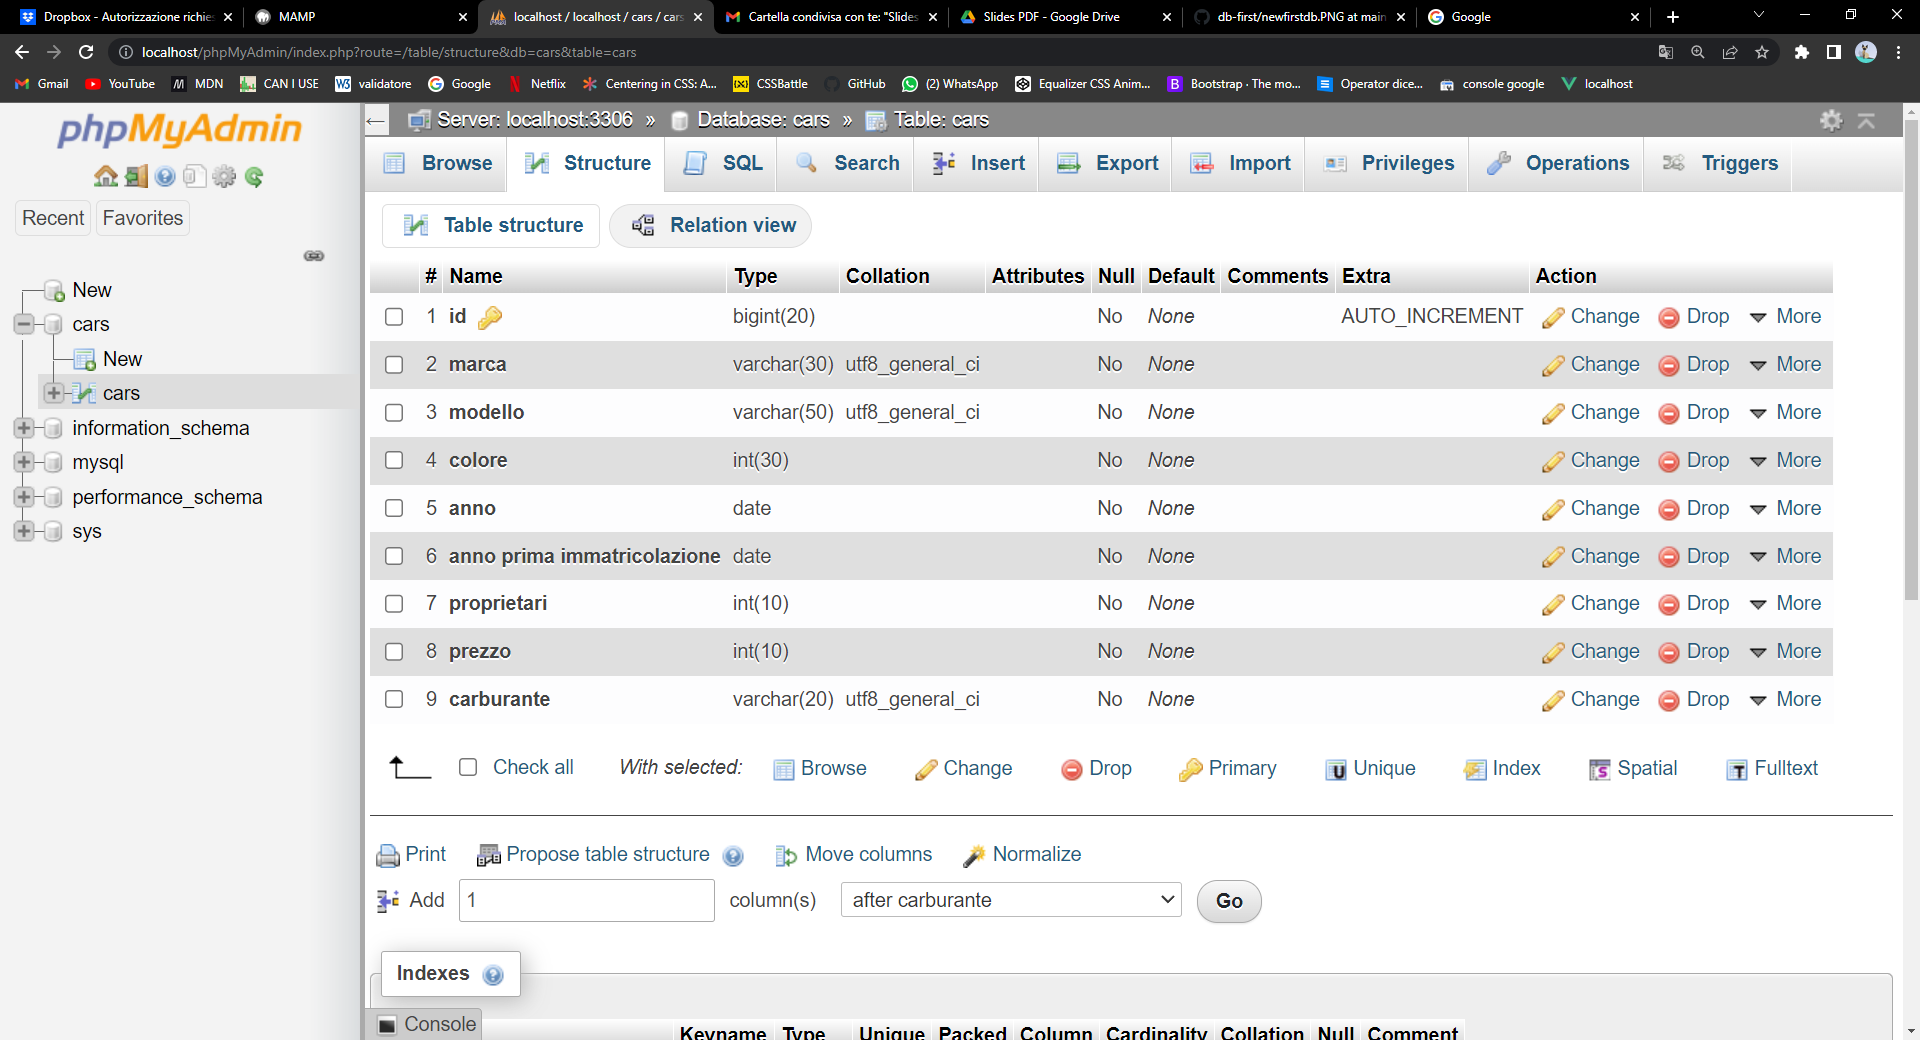 Dropbox - Autorizzazione richies
MAMP
localhost / localhost / cars / cars
Cartella condivisa con te: "Slides
Slides PDF - Google Drive
db-first/newfirstdb.PNG at main
Google
localhost/phpMyAdmin/index.php?route=/table/structure&db=cars&table=cars
Gmail YouTube MDN CAN I USE validatore Google Netflix Centering in CSS: A... CSSBattle GitHub (2) WhatsApp Equalizer CSS Anim... Bootstrap · The mo... Operator dice... console google localhost
phpMyAdmin
Recent Favorites
New
cars
New
cars
information_schema
mysql
performance_schema
sys
Server: localhost:3306 » Database: cars » Table: cars
Browse Structure SQL Search Insert Export Import Privileges Operations Triggers
Table structure Relation view
# Name Type Collation Attributes Null Default Comments Extra Action
1 id bigint(20) No None AUTO_INCREMENT Change Drop More
2 marca varchar(30) utf8_general_ci No None Change Drop More
3 modello varchar(50) utf8_general_ci No None Change Drop More
4 colore int(30) No None Change Drop More
5 anno date No None Change Drop More
6 anno prima immatricolazione date No None Change Drop More
7 proprietari int(10) No None Change Drop More
8 prezzo int(10) No None Change Drop More
9 carburante varchar(20) utf8_general_ci No None Change Drop More
Check all With selected: Browse Change Drop Primary Unique Index Spatial Fulltext
Print Propose table structure Move columns Normalize
Add 1 column(s) after carburante Go
Indexes
Console
Keyname Type Unique Packed Column Cardinality Collation Null Comment